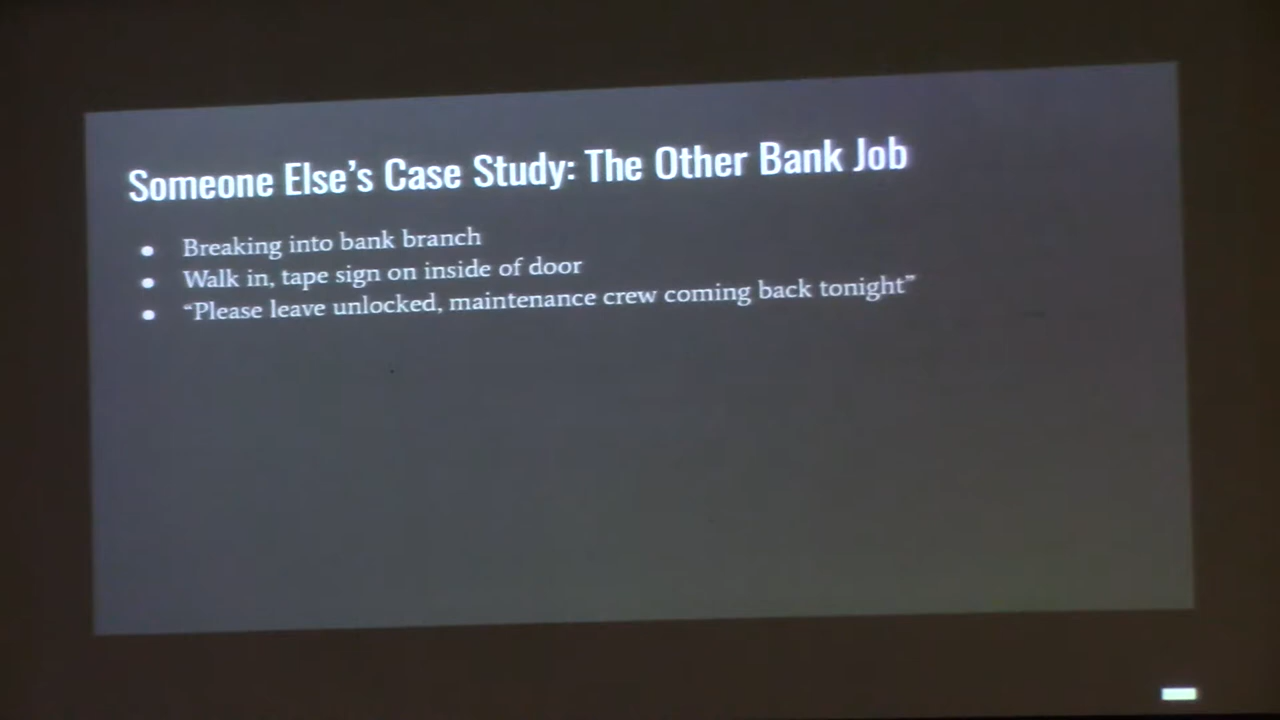 Someone Else’s Case Study: The Other Bank Job
● Breaking into bank branch
● Walk in, tape sign on inside of door
● “Please leave unlocked, maintenance crew coming back tonight”